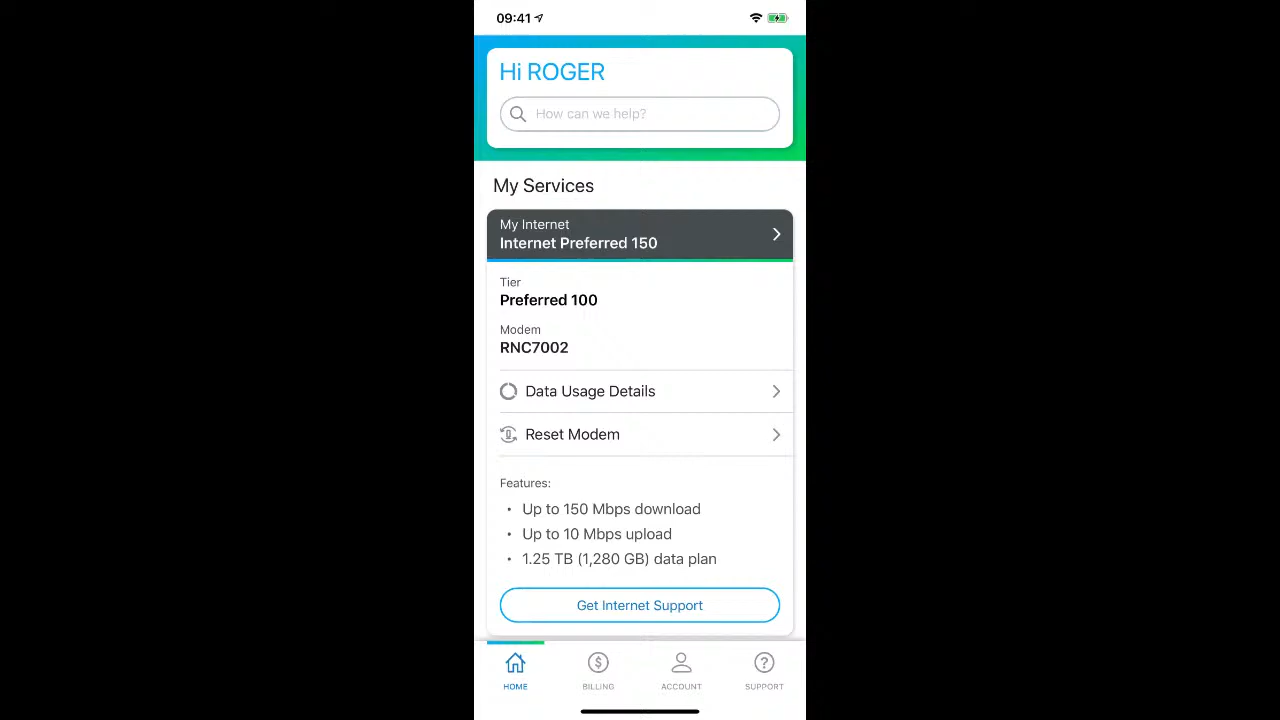 09:41
Hi ROGER
How can we help?
My Services
My Internet
Internet Preferred 150
Tier
Preferred 100
Modem
RNC7002
Data Usage Details
Reset Modem
Features:
• Up to 150 Mbps download
• Up to 10 Mbps upload
• 1.25 TB (1,280 GB) data plan
Get Internet Support
HOME BILLING ACCOUNT SUPPORT